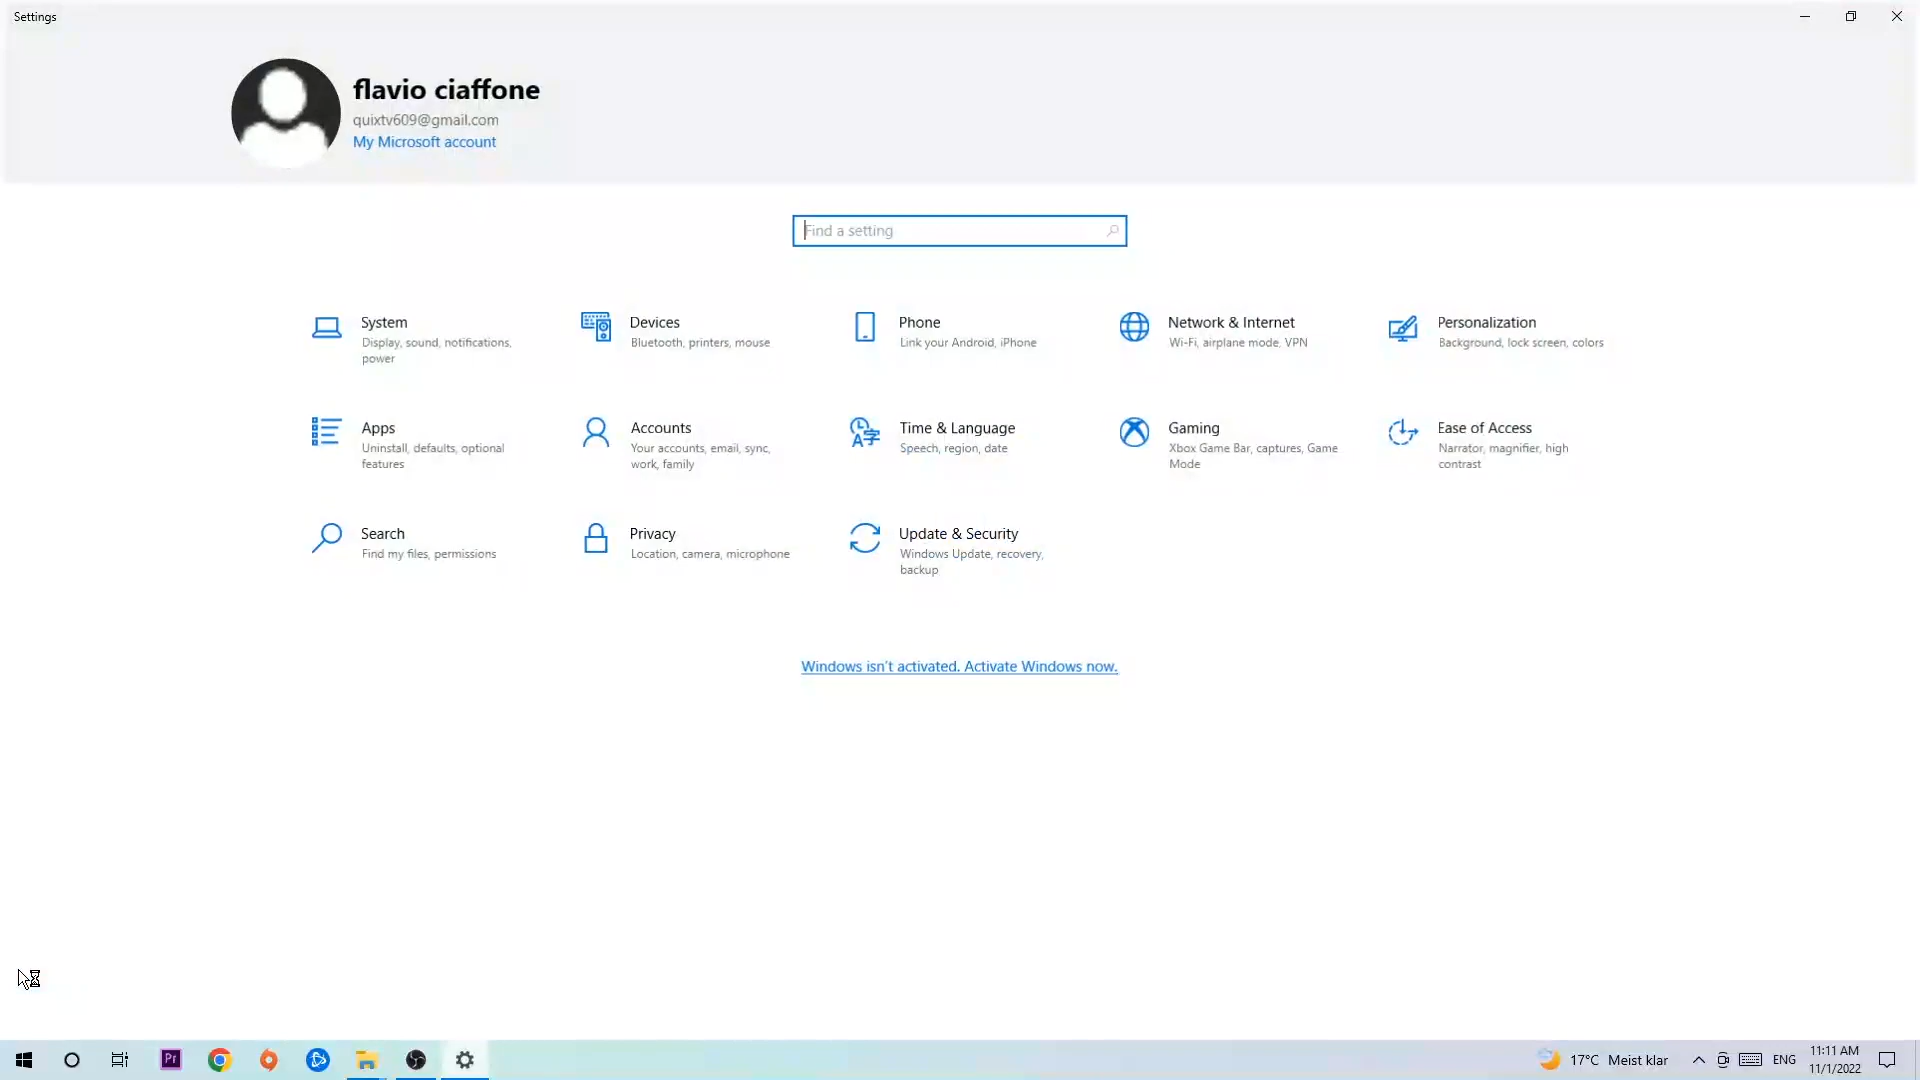 Settings
flavio ciaffone
quixtv609@gmail.com
My Microsoft account
Find a setting
System
Display, sound, notifications,
power
Devices
Bluetooth, printers, mouse
Phone
Link your Android, iPhone
Network & Internet
Wi-Fi, airplane mode, VPN
Personalization
Background, lock screen, colors
Apps
Uninstall, defaults, optional
features
Accounts
Your accounts, email, sync,
work, family
Time & Language
Speech, region, date
Gaming
Xbox Game Bar, captures, Game
Mode
Ease of Access
Narrator, magnifier, high
contrast
Search
Find my files, permissions
Privacy
Location, camera, microphone
Update & Security
Windows Update, recovery,
backup
Windows isn't activated. Activate Windows now.
Pr
17°C Meist klar
ENG
11:11 AM
11/1/2022